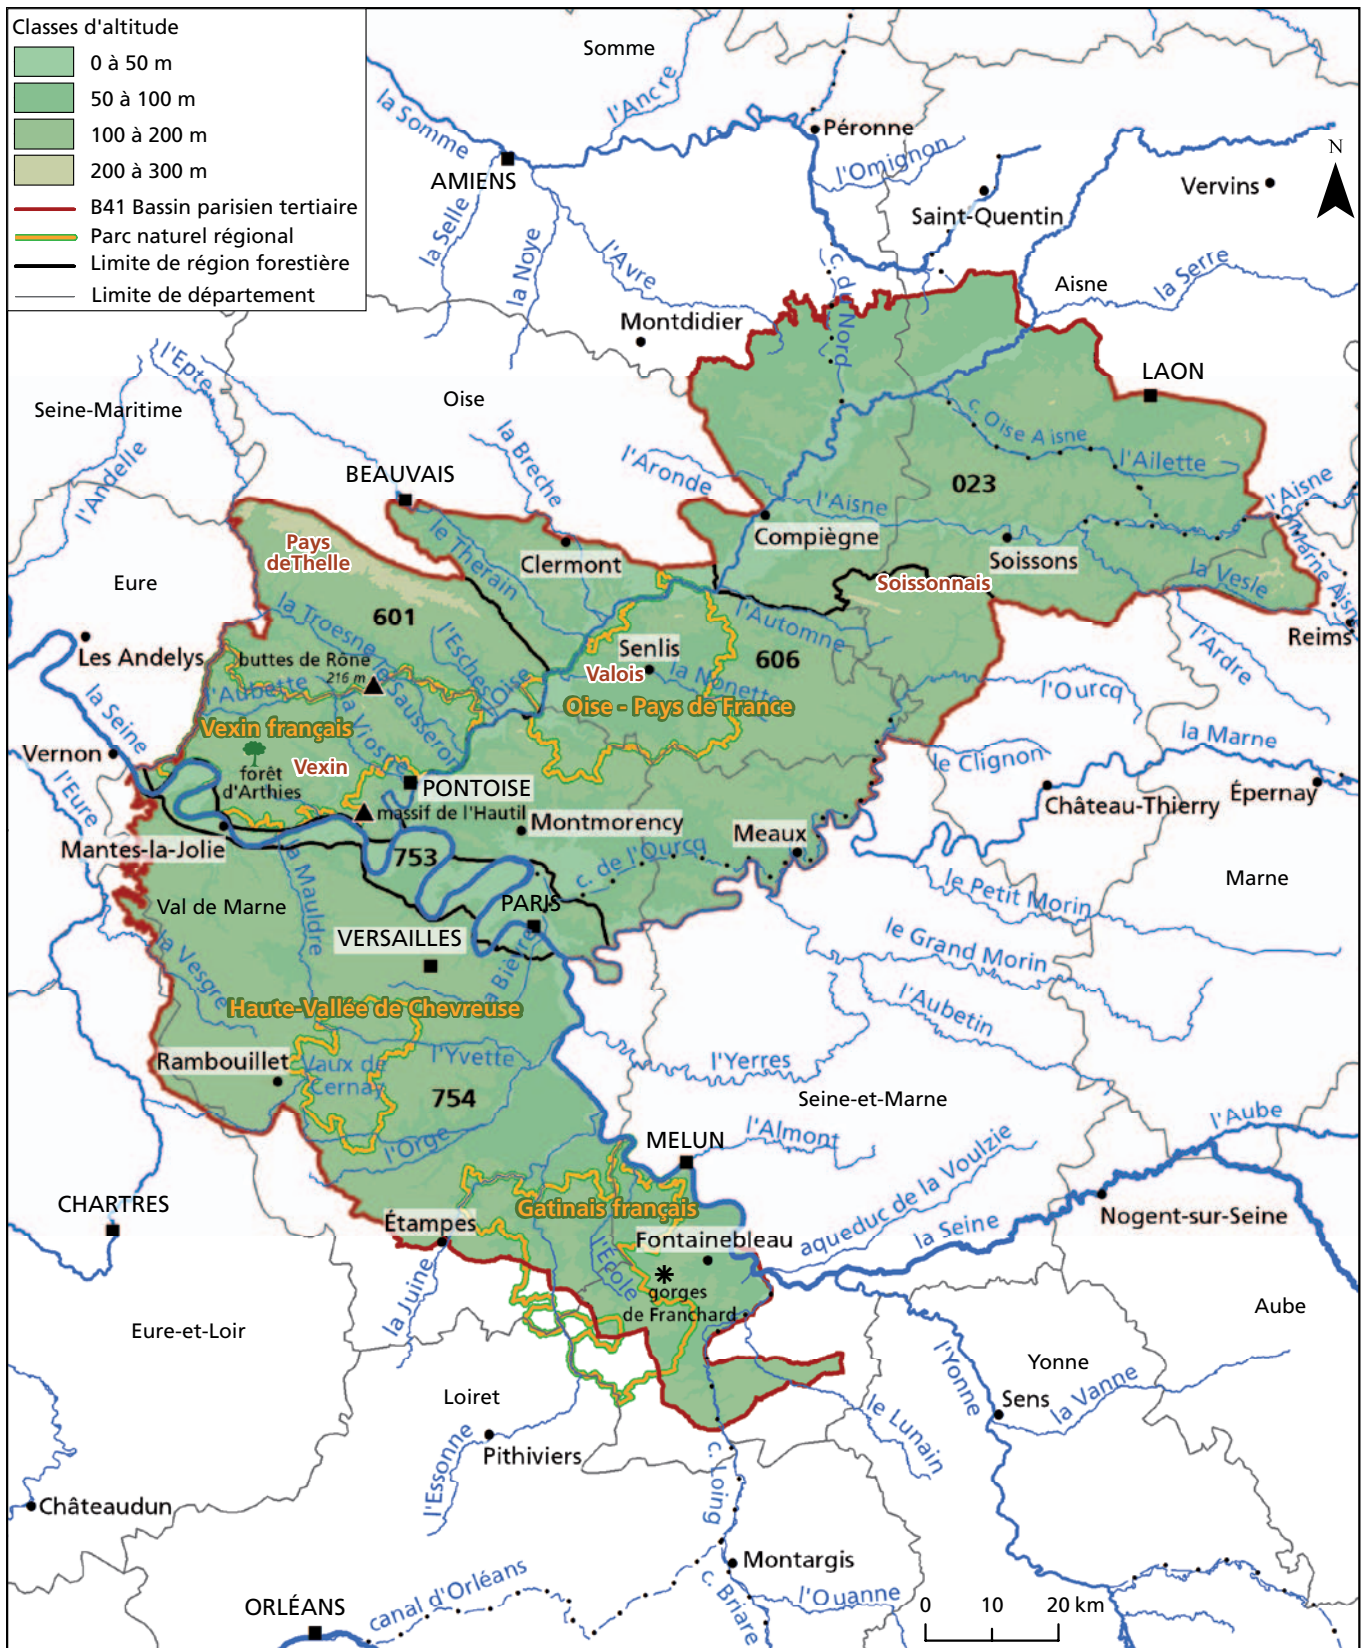 Classes d'altitude
0 à 50 m
50 à 100 m
100 à 200 m
200 à 300 m
B41 Bassin parisien tertiaire
Parc naturel régional
Limite de région forestière
Limite de département
Somme
la Somme
l'Ancre
Péronne
l'Omignon
N
AMIENS
Vervins
Saint-Quentin
la Selle
la Noye
l'Avre
c. du Nord
Aisne
la Serre
Montdidier
l'Epte
LAON
Seine-Maritime
Oise
c. Oise Aisne
l'Andelle
la Breche
l'Aronde
l'Ailette
BEAUVAIS
023
l'Aisne
l'Aisne
c. Marne Aisne
le Therain
Compiègne
Pays
deThelle
Clermont
Soissons
Eure
Soissonnais
la Vesle
la Troesne
601
l'Automne
Reims
l'Esches
Senlis
606
l'Ardre
Les Andelys
buttes de Rône
216 m
Valois
la Nonette
l'Aubette
le Sausseron
l'Oise
l'Ourcq
la Seine
la Viosne
Oise - Pays de France
Vexin français
la Marne
Vernon
Vexin
le Clignon
forêt
d'Arthies
PONTOISE
l'Eure
massif de l'Hautil
Château-Thierry
Épernay
Montmorency
Meaux
Mantes-la-Jolie
753
c. de l'Ourcq
la Mauldre
le Petit Morin
Marne
Val de Marne
PARIS
VERSAILLES
le Grand Morin
la Vesgre
la Bièvre
l'Aubetin
Haute-Vallée de Chevreuse
Rambouillet
Vaux de
Cernay
l'Yvette
l'Yerres
754
Seine-et-Marne
l'Aube
l'Orge
MELUN
l'Almont
aqueduc de la Voulzie
CHARTRES
Étampes
Gatinais français
la Seine
Nogent-sur-Seine
Fontainebleau
l'École
gorges
de Franchard
la Juine
Eure-et-Loir
Aube
l'Yonne
Yonne
Loiret
Sens
la Vanne
le Lunain
l'Essonne
Pithiviers
c. Loing
Châteaudun
Montargis
canal d'Orléans
c. Briare
l'Ouanne
ORLÉANS
0 10 20 km